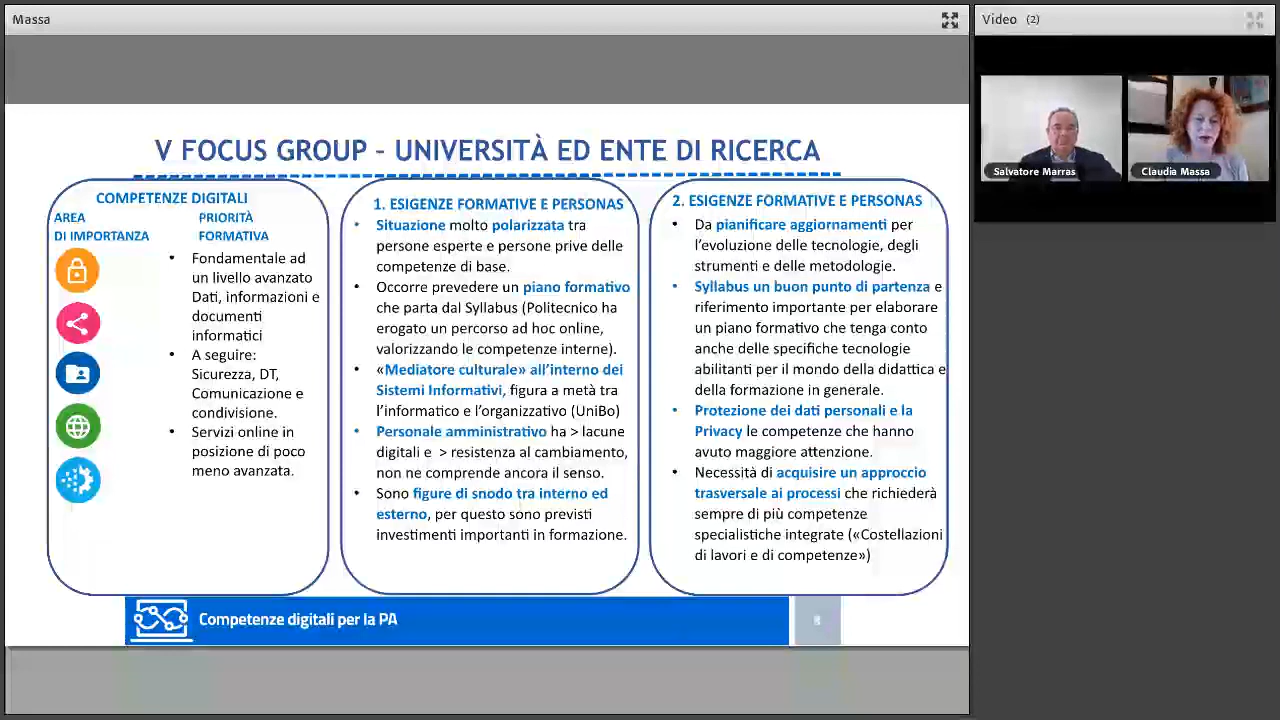 Massa
Video (2)
Salvatore Marras
Claudia Massa
V FOCUS GROUP – UNIVERSITÀ ED ENTE DI RICERCA
COMPETENZE DIGITALI
AREA
DI IMPORTANZA
PRIORITÀ
FORMATIVA
• Fondamentale ad
un livello avanzato
Dati, informazioni e
documenti
informatici
• A seguire:
Sicurezza, DT,
Comunicazione e
condivisione.
• Servizi online in
posizione di poco
meno avanzata.
1. ESIGENZE FORMATIVE E PERSONAS
• Situazione molto polarizzata tra
persone esperte e persone prive delle
competenze di base.
• Occorre prevedere un piano formativo
che parta dal Syllabus (Politecnico ha
erogato un percorso ad hoc online,
valorizzando le competenze interne).
• «Mediatore culturale» all'interno dei
Sistemi Informativi, figura a metà tra
l'informatico e l'organizzativo (UniBo)
• Personale amministrativo ha > lacune
digitali e > resistenza al cambiamento,
non ne comprende ancora il senso.
• Sono figure di snodo tra interno ed
esterno, per questo sono previsti
investimenti importanti in formazione.
2. ESIGENZE FORMATIVE E PERSONAS
• Da pianificare aggiornamenti per
l'evoluzione delle tecnologie, degli
strumenti e delle metodologie.
• Syllabus un buon punto di partenza e
riferimento importante per elaborare
un piano formativo che tenga conto
anche delle specifiche tecnologie
abilitanti per il mondo della didattica e
della formazione in generale.
• Protezione dei dati personali e la
Privacy le competenze che hanno
avuto maggiore attenzione.
• Necessità di acquisire un approccio
trasversale ai processi che richiederà
sempre di più competenze
specialistiche integrate («Costellazioni
di lavori e di competenze»)
Competenze digitali per la PA
8